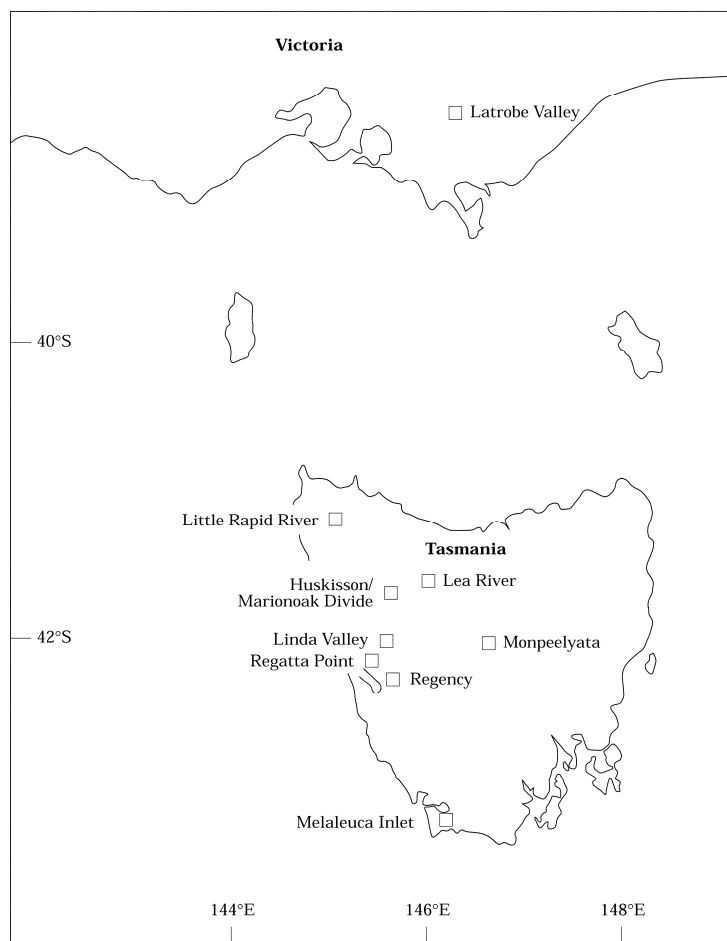 Victoria
Latrobe Valley
40°S
Little Rapid River
Tasmania
Lea River
Huskisson/
Marionoak Divide
42°S
Linda Valley
Monpeelyata
Regatta Point
Regency
Melaleuca Inlet
144°E
146°E
148°E